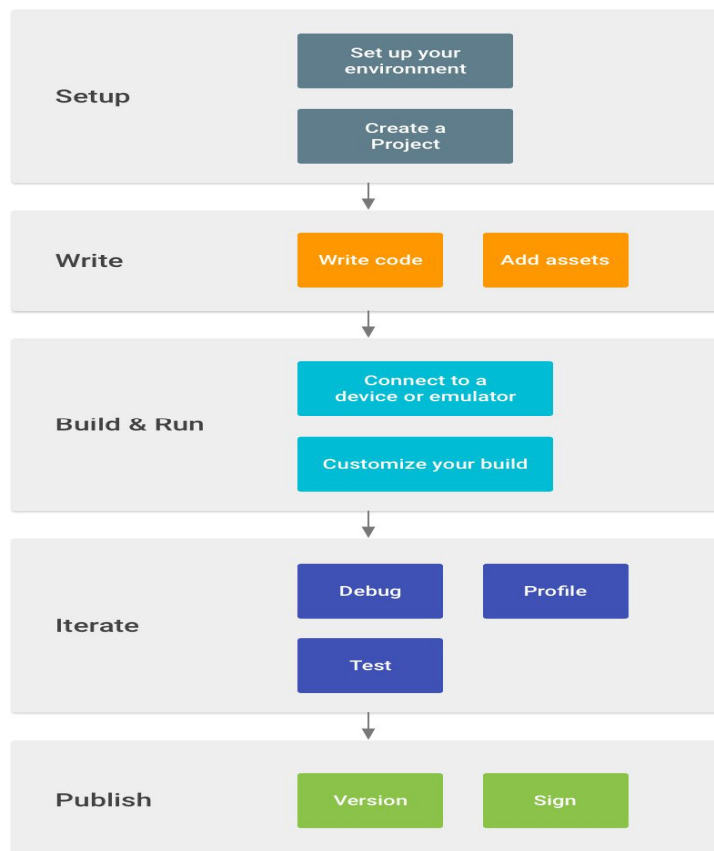 Setup
Set up your
environment
Create a
Project
Write
Write code
Add assets
Build & Run
Connect to a
device or emulator
Customize your build
Iterate
Debug
Profile
Test
Publish
Version
Sign